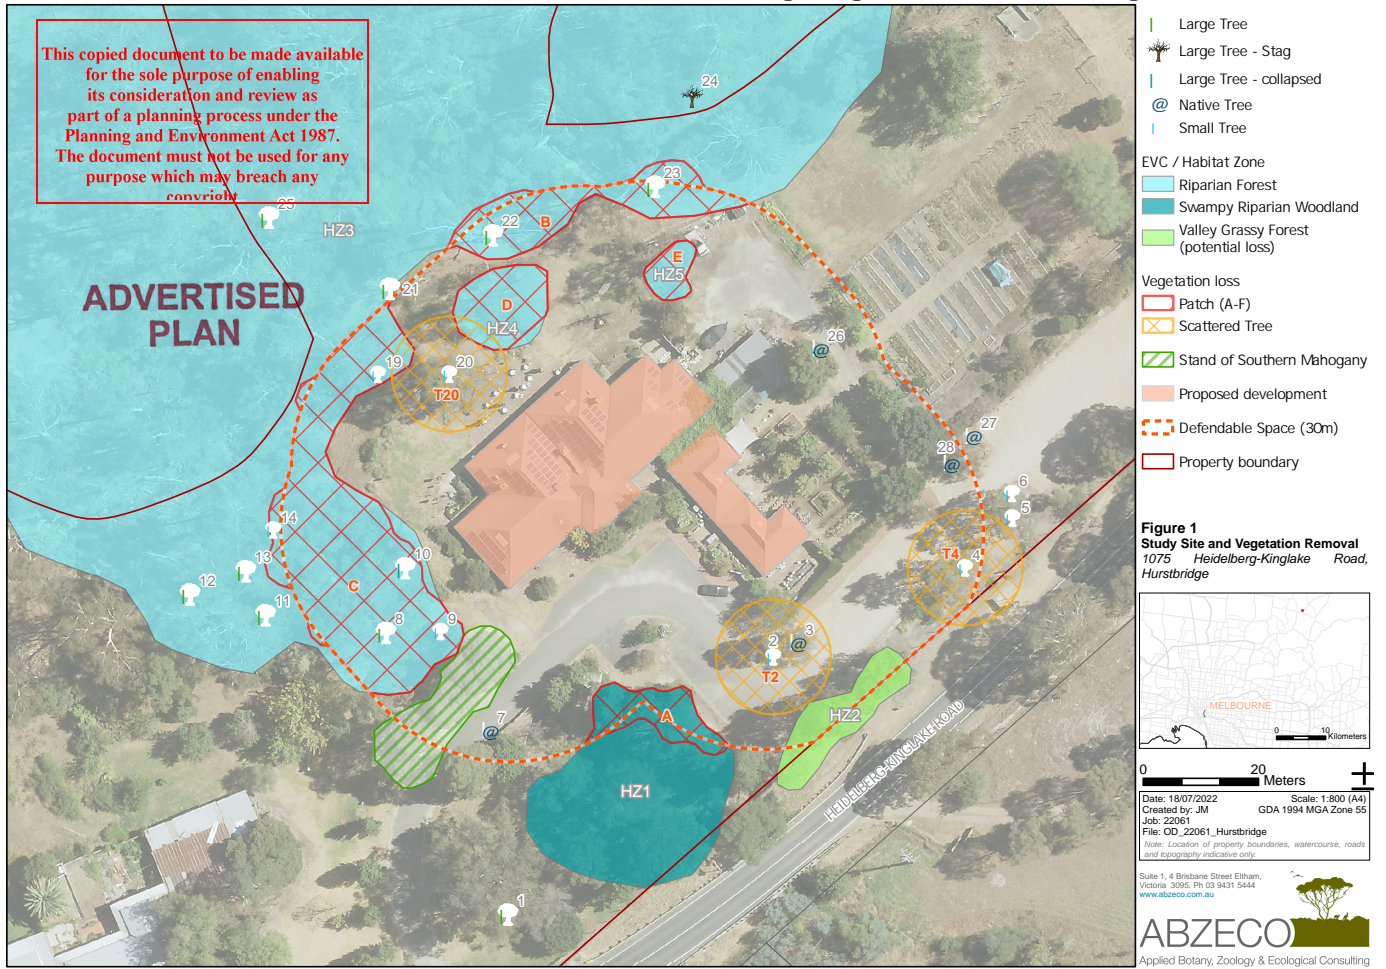 This copied document to be made available
for the sole purpose of enabling
its consideration and review as
part of a planning process under the
Planning and Environment Act 1987.
The document must not be used for any
purpose which may breach any
copyright
ADVERTISED
PLAN
24
23
22
B
25
HZ3
E
HZ5
D
HZ4
21
26
19
20
T20
27
28
6
5
14
13
12
11
10
C
8
9
T4
4
2
3
T2
7
A
HZ2
HZ1
HEIDELBERG-KINGLAKE ROAD
1
Large Tree
Large Tree - Stag
Large Tree - collapsed
@ Native Tree
Small Tree
EVC / Habitat Zone
Riparian Forest
Swampy Riparian Woodland
Valley Grassy Forest
(potential loss)
Vegetation loss
Patch (A-F)
Scattered Tree
Stand of Southern Mahogany
Proposed development
Defendable Space (30m)
Property boundary
Figure 1
Study Site and Vegetation Removal
1075 Heidelberg-Kinglake Road,
Hurstbridge
MELBOURNE
0 10
Kilometers
0 20
Meters
Date: 18/07/2022 Scale: 1:800 (A4)
Created by: JM GDA 1994 MGA Zone 55
Job: 22061
File: OD_22061_Hurstbridge
Note: Location of property boundaries, watercourse, roads
and topography indicative only.
Suite 1, 4 Brisbane Street Eltham,
Victoria 3095. Ph 03 9431 5444
www.abzeco.com.au
ABZECO
Applied Botany, Zoology & Ecological Consulting